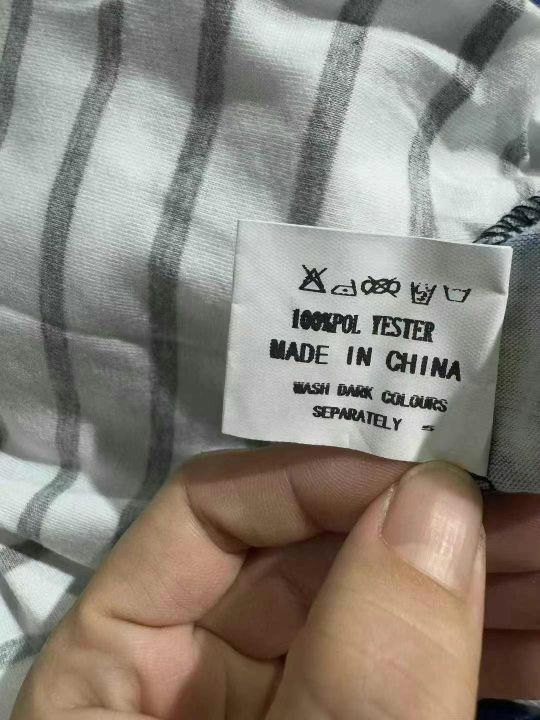 100%POL YESTER
MADE IN CHINA
WASH DARK COLOURS
SEPARATELY